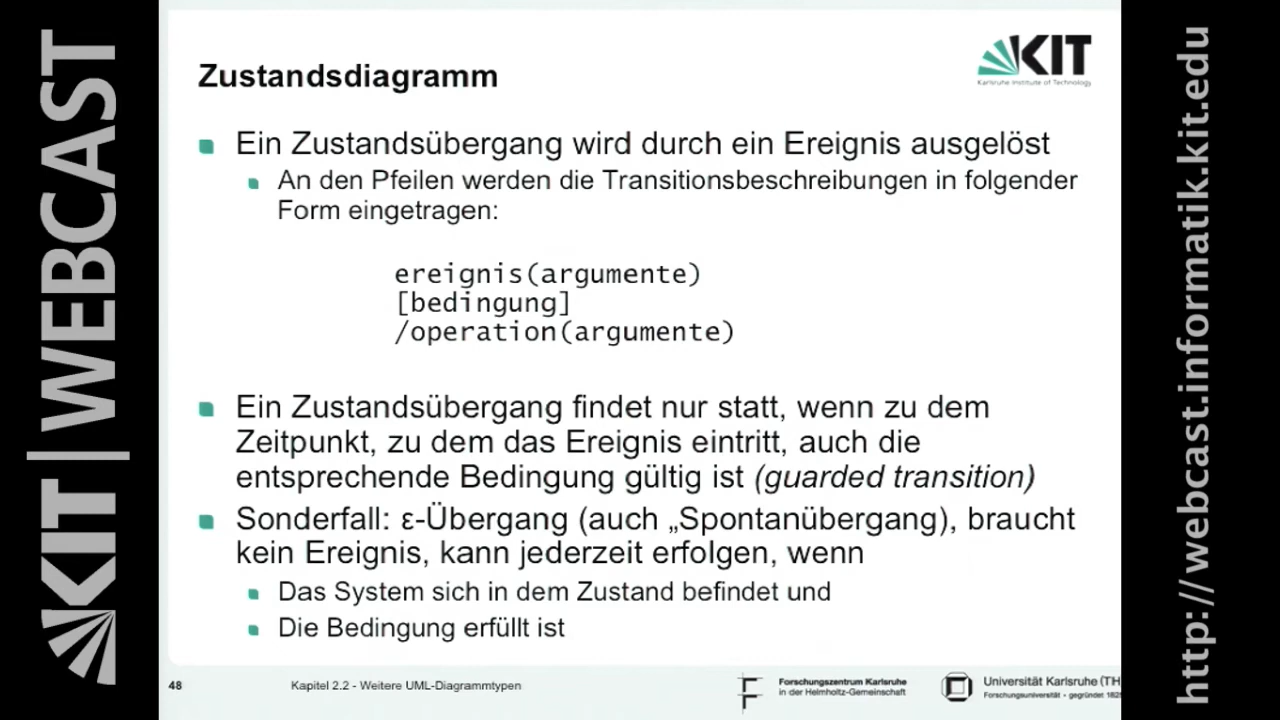 KIT | WEBCAST
Zustandsdiagramm
KIT
Karlsruhe Institute of Technology
Ein Zustandsübergang wird durch ein Ereignis ausgelöst
An den Pfeilen werden die Transitionsbeschreibungen in folgender
Form eingetragen:
ereignis(argumente)
[bedingung]
/operation(argumente)
Ein Zustandsübergang findet nur statt, wenn zu dem
Zeitpunkt, zu dem das Ereignis eintritt, auch die
entsprechende Bedingung gültig ist (guarded transition)
Sonderfall: ε-Übergang (auch „Spontanübergang), braucht
kein Ereignis, kann jederzeit erfolgen, wenn
Das System sich in dem Zustand befindet und
Die Bedingung erfüllt ist
48
Kapitel 2.2 - Weitere UML-Diagrammtypen
Forschungszentrum Karlsruhe
in der Helmholtz-Gemeinschaft
Universität Karlsruhe (TH
Forschungsuniversität • gegründet 182
http://webcast.informatik.kit.edu